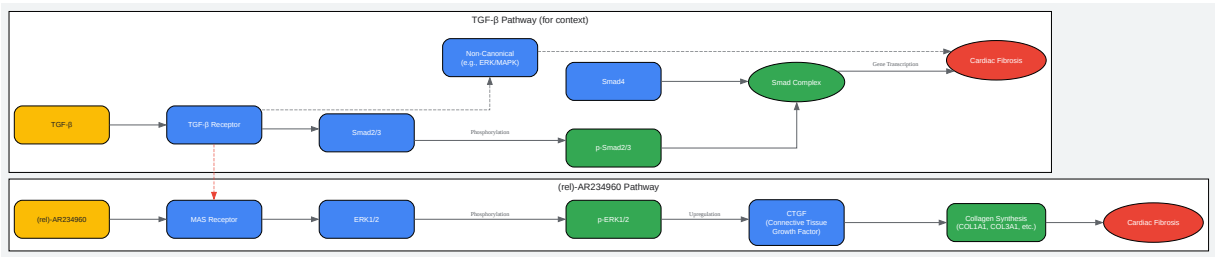 TGF-β Pathway (for context)
Non-Canonical
(e.g., ERK/MAPK)
Cardiac Fibrosis
Gene Transcription
Smad4
Smad Complex
TGF-β
TGF-β Receptor
Smad2/3
Phosphorylation
p-Smad2/3
(rel)-AR234960 Pathway
(rel)-AR234960
MAS Receptor
ERK1/2
Phosphorylation
p-ERK1/2
Upregulation
CTGF
(Connective Tissue
Growth Factor)
Collagen Synthesis
(COL1A1, COL3A1, etc.)
Cardiac Fibrosis